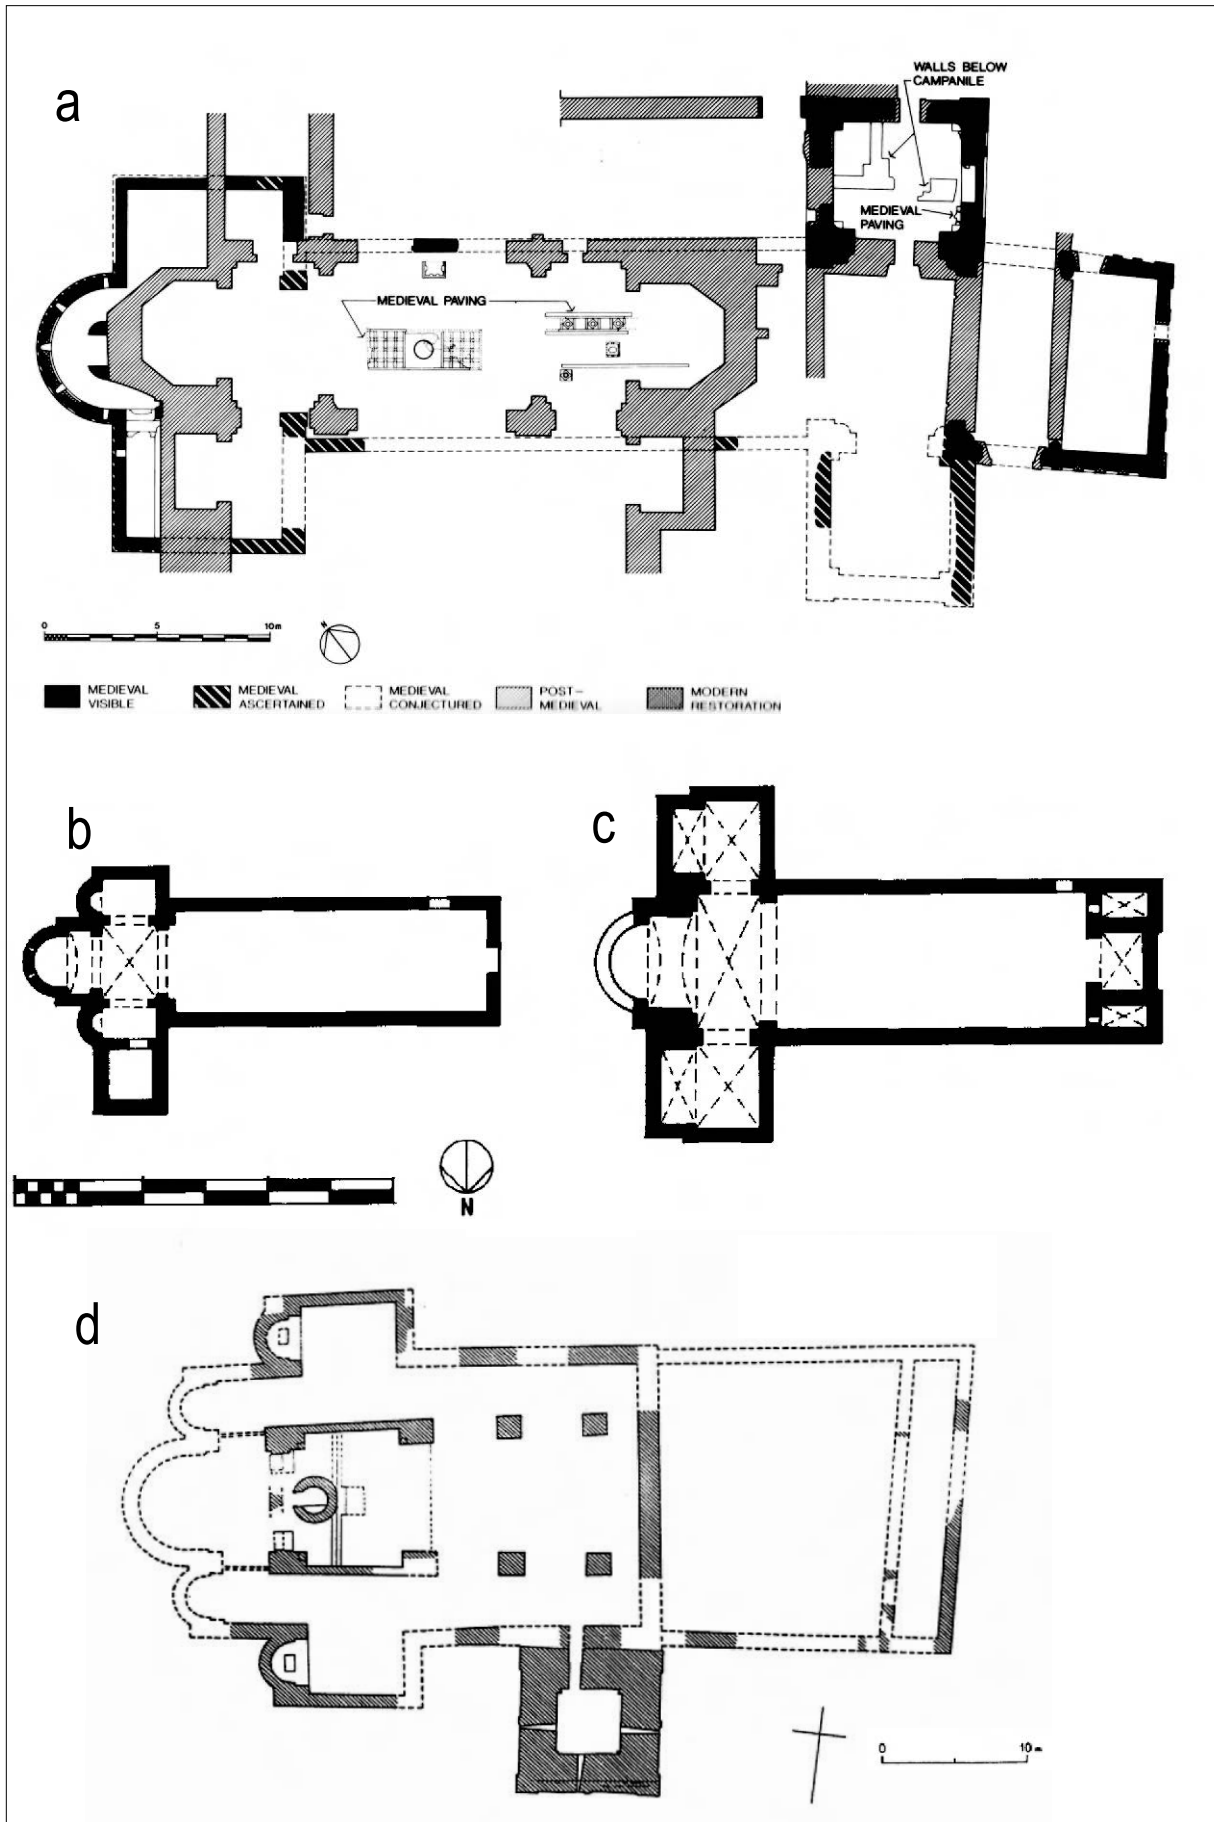 a
WALLS BELOW
CAMPANILE
MEDIEVAL
PAVING
MEDIEVAL PAVING
0 5 10m
N
MEDIEVAL
VISIBLE
MEDIEVAL
ASCERTAINED
MEDIEVAL
CONJECTURED
POST-
MEDIEVAL
MODERN
RESTORATION
b
c
N
d
0 10m